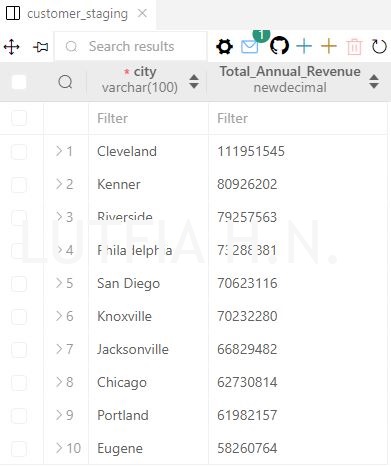 customer_staging
Search results
1
* city
varchar(100)
Total_Annual_Revenue
newdecimal
Filter Filter
1 Cleveland 111951545
2 Kenner 80926202
3 Riverside 79257563
LUTFIA H. N.
4 Philadelphia
5 San Diego 70623116
6 Knoxville 70232280
7 Jacksonville 66829482
8 Chicago 62730814
9 Portland 61982157
10 Eugene 58260764